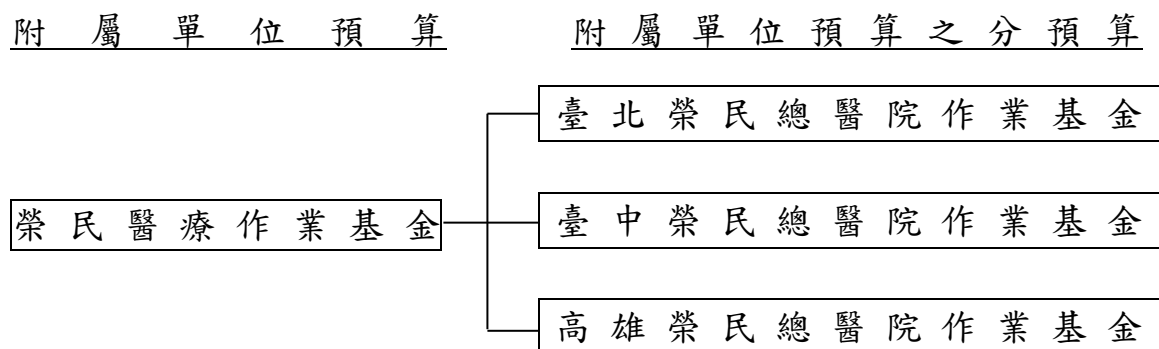 附屬單位預算 附屬單位預算之分預算
臺北榮民總醫院作業基金
榮民醫療作業基金 臺中榮民總醫院作業基金
高雄榮民總醫院作業基金